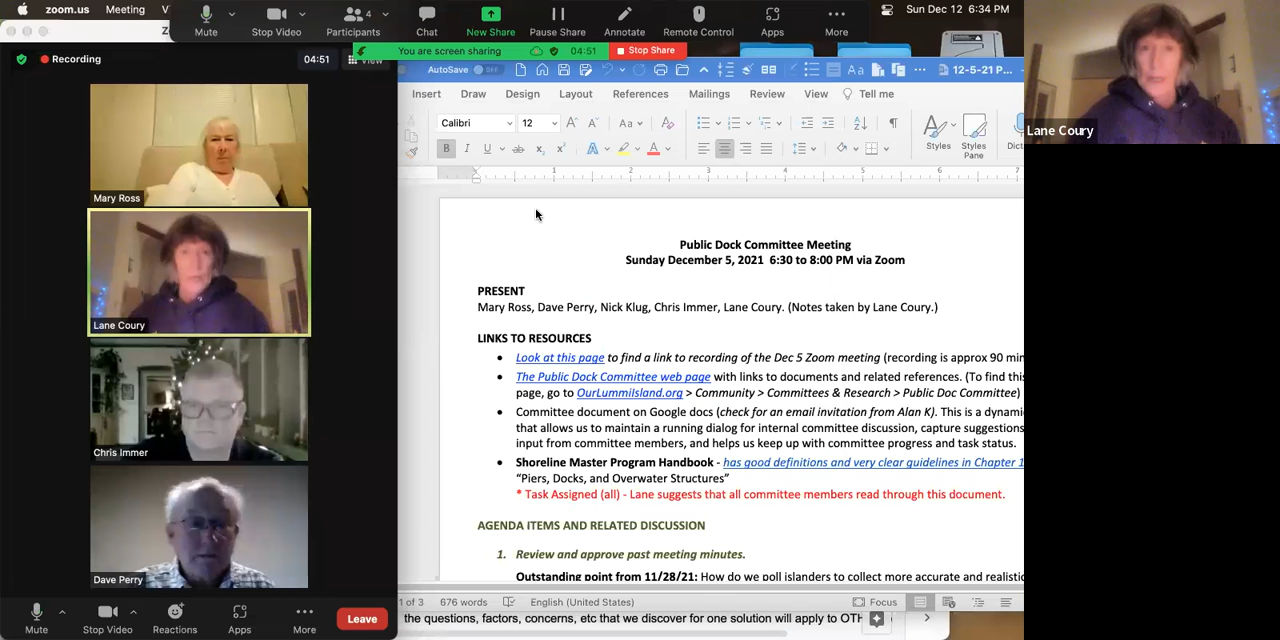 zoom.us Meeting V
Mute Stop Video Participants 4 Chat New Share Pause Share Annotate Remote Control Apps More
Sun Dec 12 6:34 PM
You are screen sharing 04:51 Stop Share
Recording 04:51 View
AutoSave OFF
12-5-21 P...
Insert Draw Design Layout References Mailings Review View Tell me
Calibri 12
Styles Styles Pane Dict
1 2 3 4 5 6 7
Mary Ross
Lane Coury
Chris Immer
Dave Perry
Lane Coury
Public Dock Committee Meeting
Sunday December 5, 2021 6:30 to 8:00 PM via Zoom
PRESENT
Mary Ross, Dave Perry, Nick Klug, Chris Immer, Lane Coury. (Notes taken by Lane Coury.)
LINKS TO RESOURCES
• Look at this page to find a link to recording of the Dec 5 Zoom meeting (recording is approx 90 min
• The Public Dock Committee web page with links to documents and related references. (To find this
page, go to OurLummiIsland.org > Community > Committees & Research > Public Doc Committee)
• Committee document on Google docs (check for an email invitation from Alan K). This is a dynami
that allows us to maintain a running dialog for internal committee discussion, capture suggestions
input from committee members, and helps us keep up with committee progress and task status.
• Shoreline Master Program Handbook - has good definitions and very clear guidelines in Chapter 1
“Piers, Docks, and Overwater Structures”
* Task Assigned (all) - Lane suggests that all committee members read through this document.
AGENDA ITEMS AND RELATED DISCUSSION
1. Review and approve past meeting minutes.
Outstanding point from 11/28/21: How do we poll islanders to collect more accurate and realistic
1 of 3 676 words English (United States) Focus
the questions, factors, concerns, etc that we discover for one solution will apply to OTH
Mute Stop Video Reactions Apps More Leave